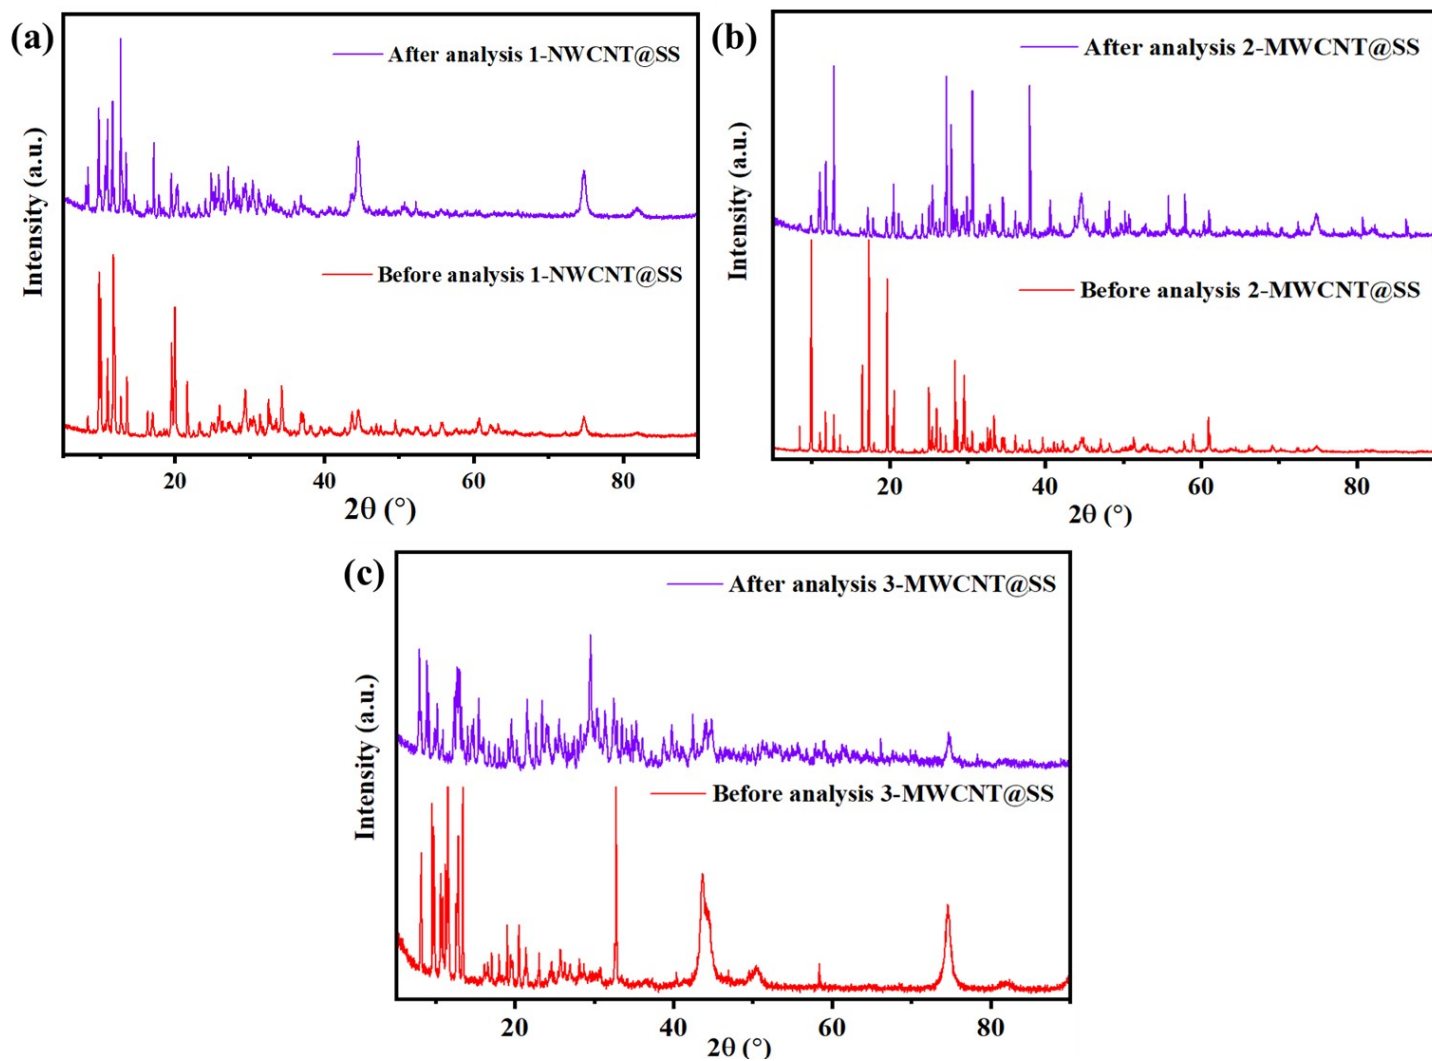 (a)
After analysis 1-NWCNT@SS
Before analysis 1-NWCNT@SS
Intensity (a.u.)
20 40 60 80
2θ (°)
(b)
After analysis 2-MWCNT@SS
Before analysis 2-MWCNT@SS
Intensity (a.u.)
20 40 60 80
2θ (°)
(c)
After analysis 3-MWCNT@SS
Before analysis 3-MWCNT@SS
Intensity (a.u.)
20 40 60 80
2θ (°)